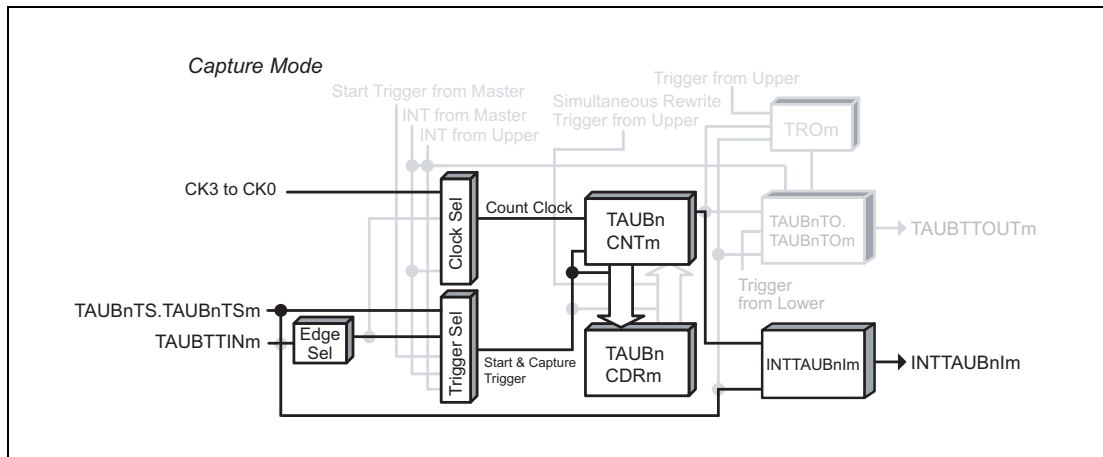 Capture Mode
Trigger from Upper
Start Trigger from Master
Simultaneous Rewrite
Trigger from Upper
INT from Master
INT from Upper
TROm
CK3 to CK0
Clock Sel
Count Clock
TAUBn
CNTm
TAUBnTO.
TAUBnTOm
TAUBTTOUTm
Trigger
from Lower
TAUBnTS.TAUBnTSm
TAUBTTINm
Edge
Sel
Trigger Sel
Start & Capture
Trigger
TAUBn
CDRm
INTTAUBnIm
INTTAUBnIm